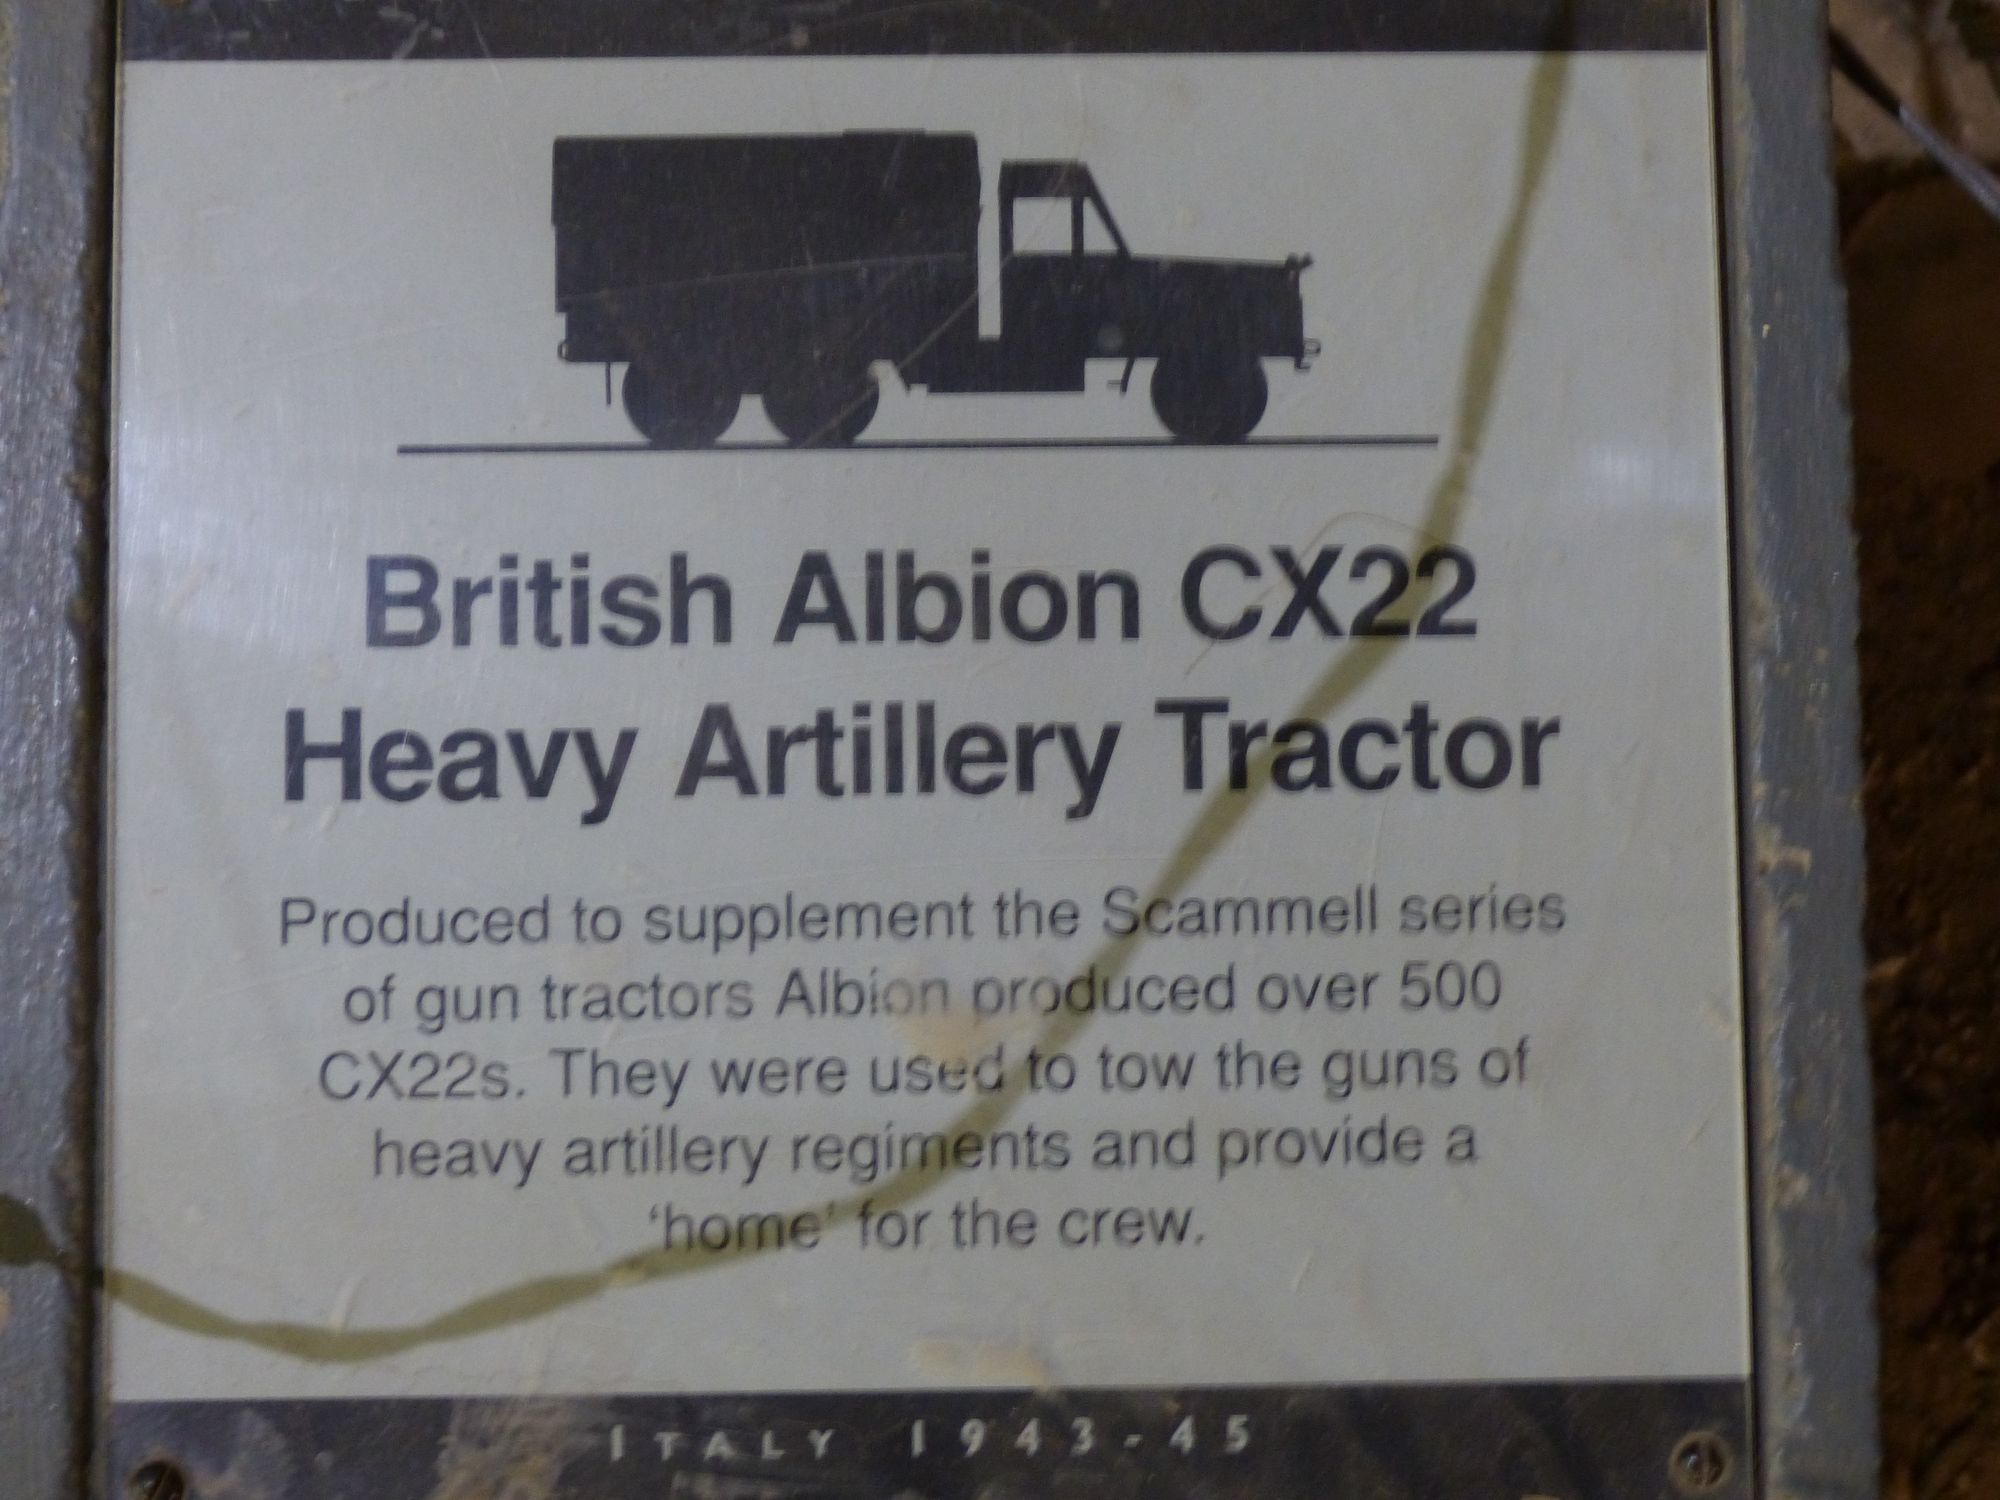 British Albion CX22
Heavy Artillery Tractor
Produced to supplement the Scammell series
of gun tractors Albion produced over 500
CX22s. They were used to tow the guns of
heavy artillery regiments and provide a
‘home’ for the crew.
ITALY 1943-45